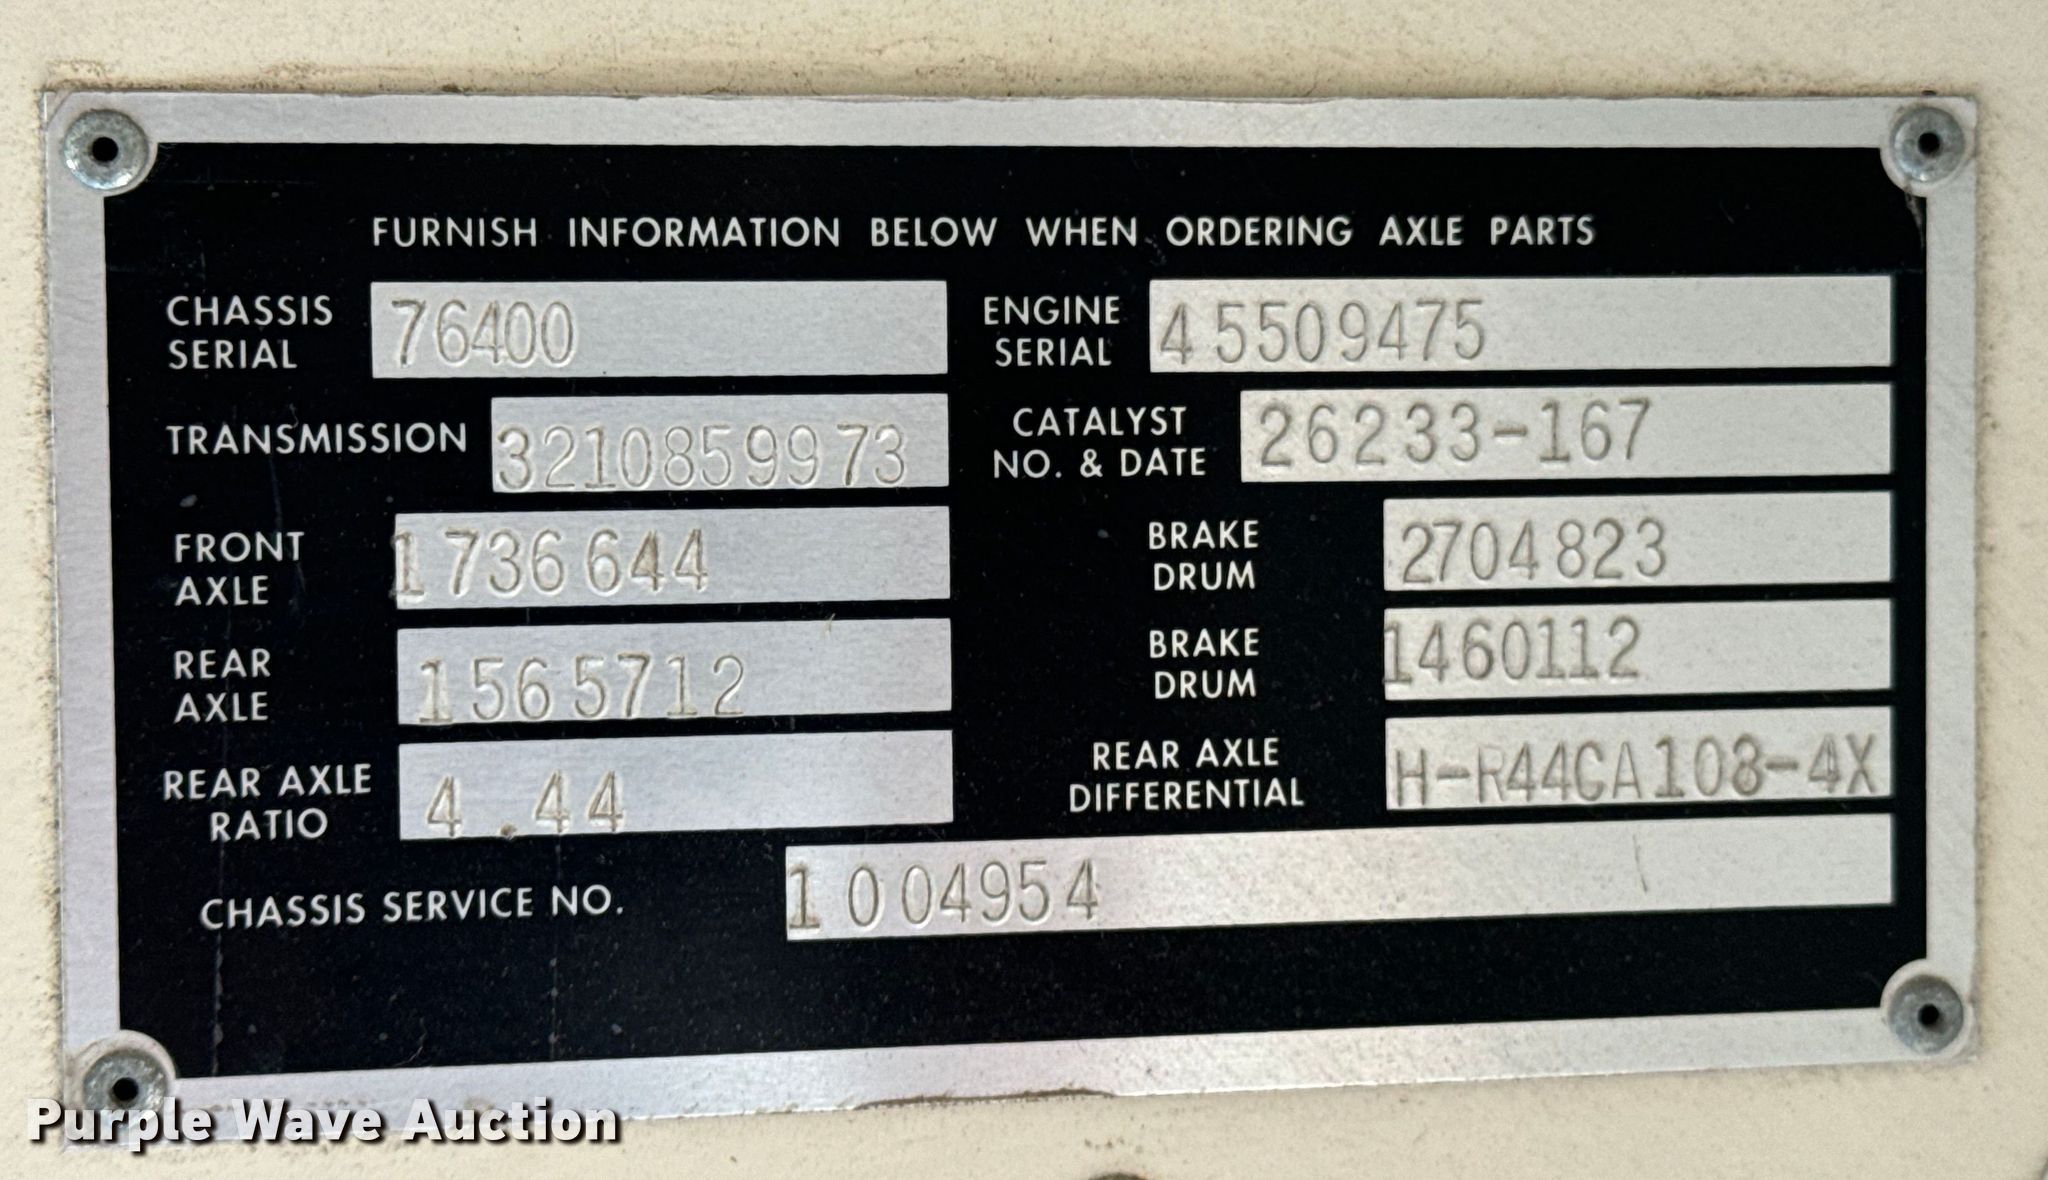 FURNISH INFORMATION BELOW WHEN ORDERING AXLE PARTS
CHASSIS SERIAL 76400
ENGINE SERIAL 45509475
TRANSMISSION 3210859973
CATALYST NO. & DATE 26233-167
FRONT AXLE 1736644
BRAKE DRUM 2704823
REAR AXLE 1565712
BRAKE DRUM 1460112
REAR AXLE RATIO 4.44
REAR AXLE DIFFERENTIAL H-R44CA108-4X
CHASSIS SERVICE NO. 1004954
Purple Wave Auction